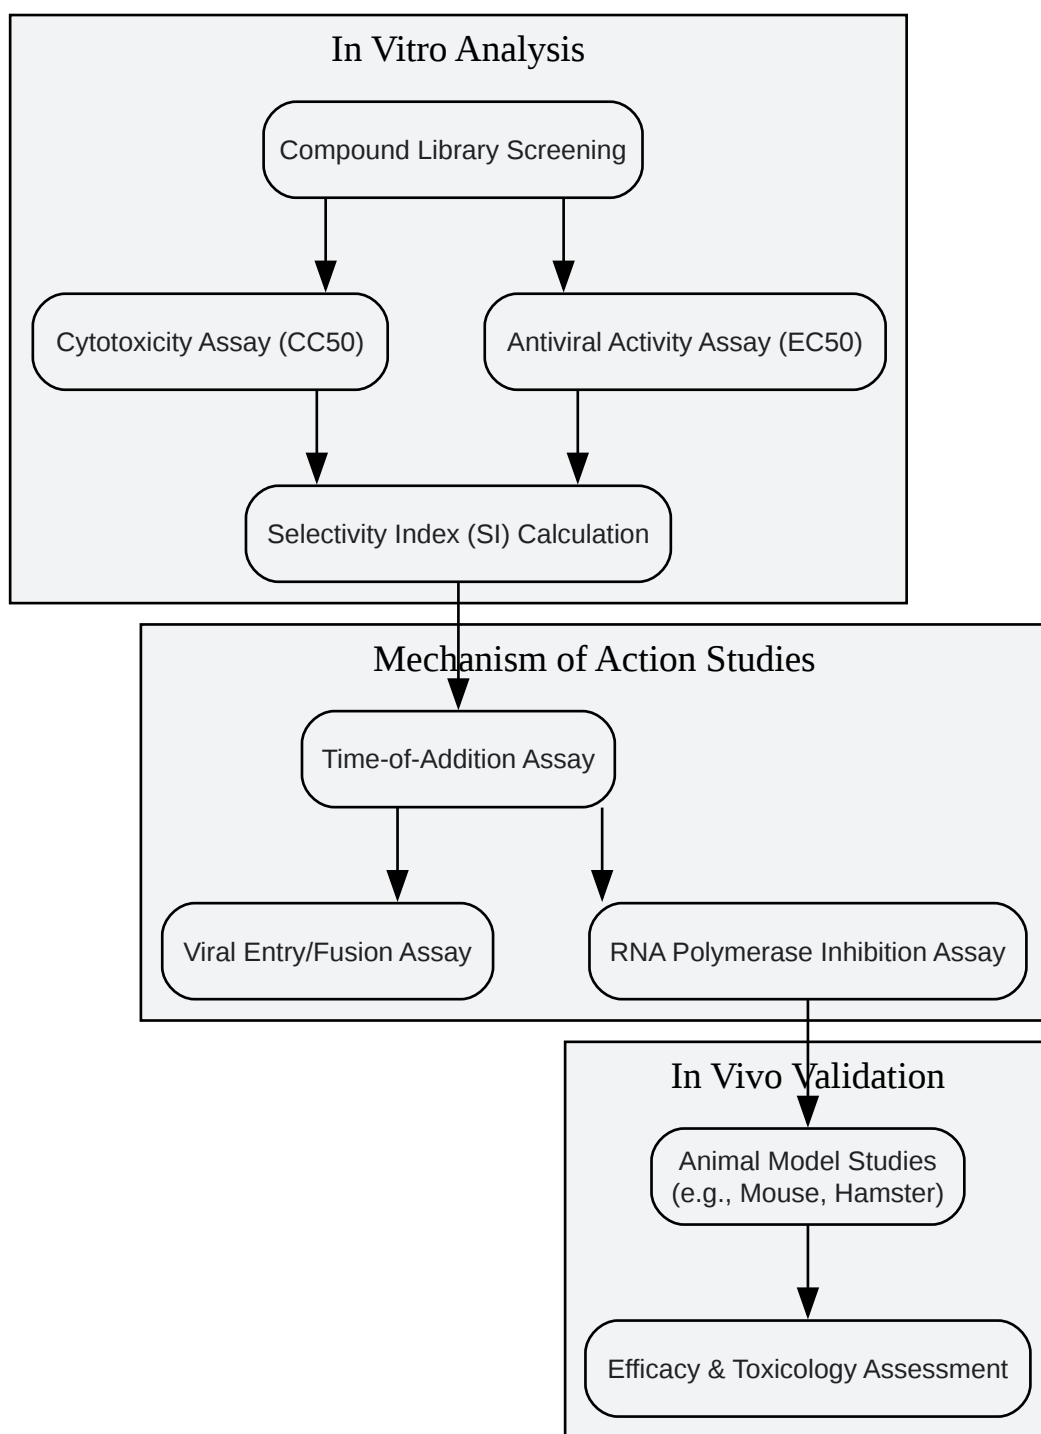 In Vitro Analysis
Compound Library Screening
Cytotoxicity Assay (CC50)
Antiviral Activity Assay (EC50)
Selectivity Index (SI) Calculation
Mechanism of Action Studies
Time-of-Addition Assay
Viral Entry/Fusion Assay
RNA Polymerase Inhibition Assay
In Vivo Validation
Animal Model Studies
(e.g., Mouse, Hamster)
Efficacy & Toxicology Assessment